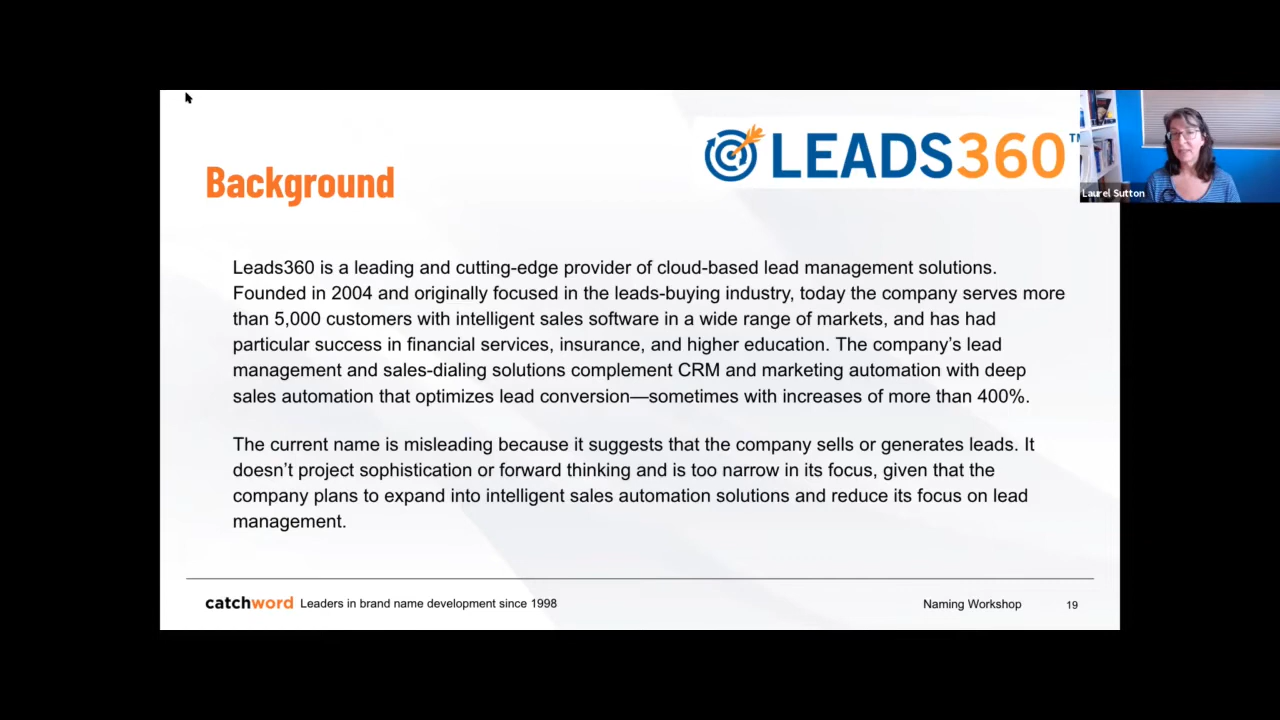 LEADS360
Laurel Sutton
Background
Leads360 is a leading and cutting-edge provider of cloud-based lead management solutions.
Founded in 2004 and originally focused in the leads-buying industry, today the company serves more
than 5,000 customers with intelligent sales software in a wide range of markets, and has had
particular success in financial services, insurance, and higher education. The company’s lead
management and sales-dialing solutions complement CRM and marketing automation with deep
sales automation that optimizes lead conversion—sometimes with increases of more than 400%.
The current name is misleading because it suggests that the company sells or generates leads. It
doesn’t project sophistication or forward thinking and is too narrow in its focus, given that the
company plans to expand into intelligent sales automation solutions and reduce its focus on lead
management.
catchword Leaders in brand name development since 1998
Naming Workshop 19